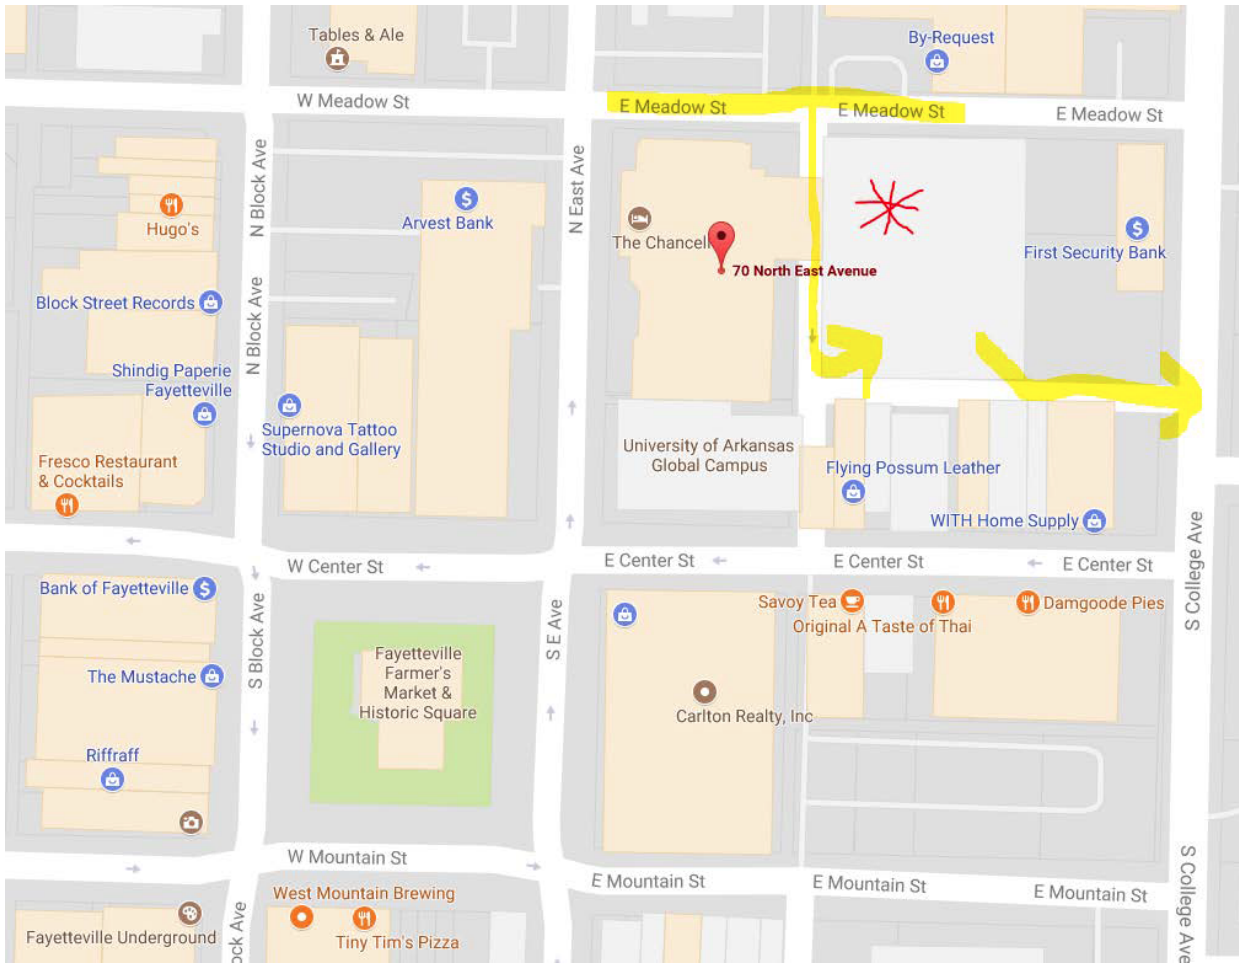 Tables & Ale
By-Request
W Meadow St
E Meadow St
E Meadow St
E Meadow St
N Block Ave
N East Ave
Hugo's
Arvest Bank
The Chancell
First Security Bank
70 North East Avenue
Block Street Records
N Block Ave
Shindig Paperie
Fayetteville
Supernova Tattoo
Studio and Gallery
University of Arkansas
Global Campus
Fresco Restaurant
& Cocktails
Flying Possum Leather
WITH Home Supply
S College Ave
W Center St
E Center St
E Center St
E Center St
Bank of Fayetteville
S Block Ave
S E Ave
Savoy Tea
Original A Taste of Thai
Damgoode Pies
Fayetteville
Farmer's
Market &
Historic Square
The Mustache
Carlton Realty, Inc
Riffraff
W Mountain St
E Mountain St
E Mountain St
E Mountain St
S College Ave
West Mountain Brewing
Tiny Tim's Pizza
Fayetteville Underground
ock Ave